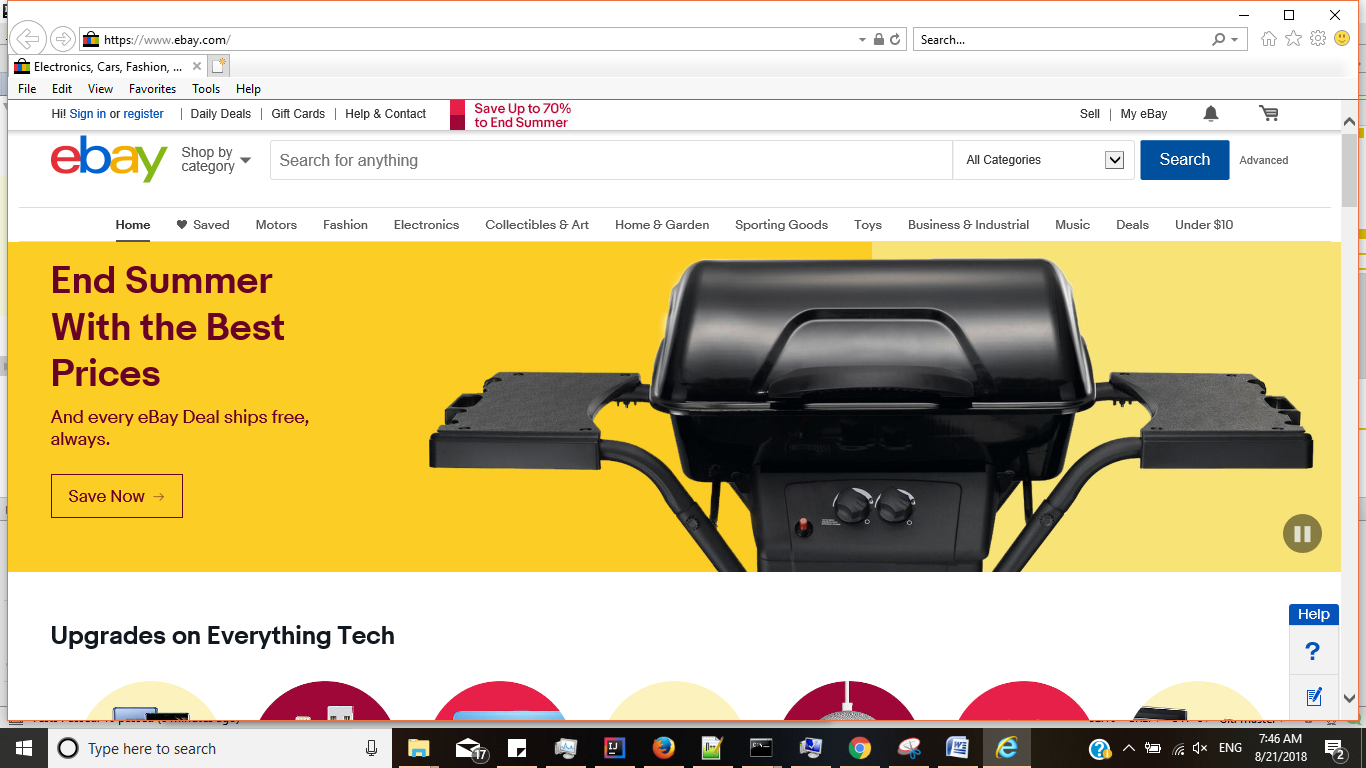 https://www.ebay.com/
Search...
Electronics, Cars, Fashion, ...
File Edit View Favorites Tools Help
Hi! Sign in or register | Daily Deals | Gift Cards | Help & Contact
Save Up to 70%
to End Summer
Sell | My eBay
ebay
Shop by
category
Search for anything
All Categories
Search
Advanced
Home Saved Motors Fashion Electronics Collectibles & Art Home & Garden Sporting Goods Toys Business & Industrial Music Deals Under $10
End Summer
With the Best
Prices
And every eBay Deal ships free,
always.
Save Now →
Help
?
Upgrades on Everything Tech
Type here to search
17
ENG
7:46 AM
8/21/2018
2